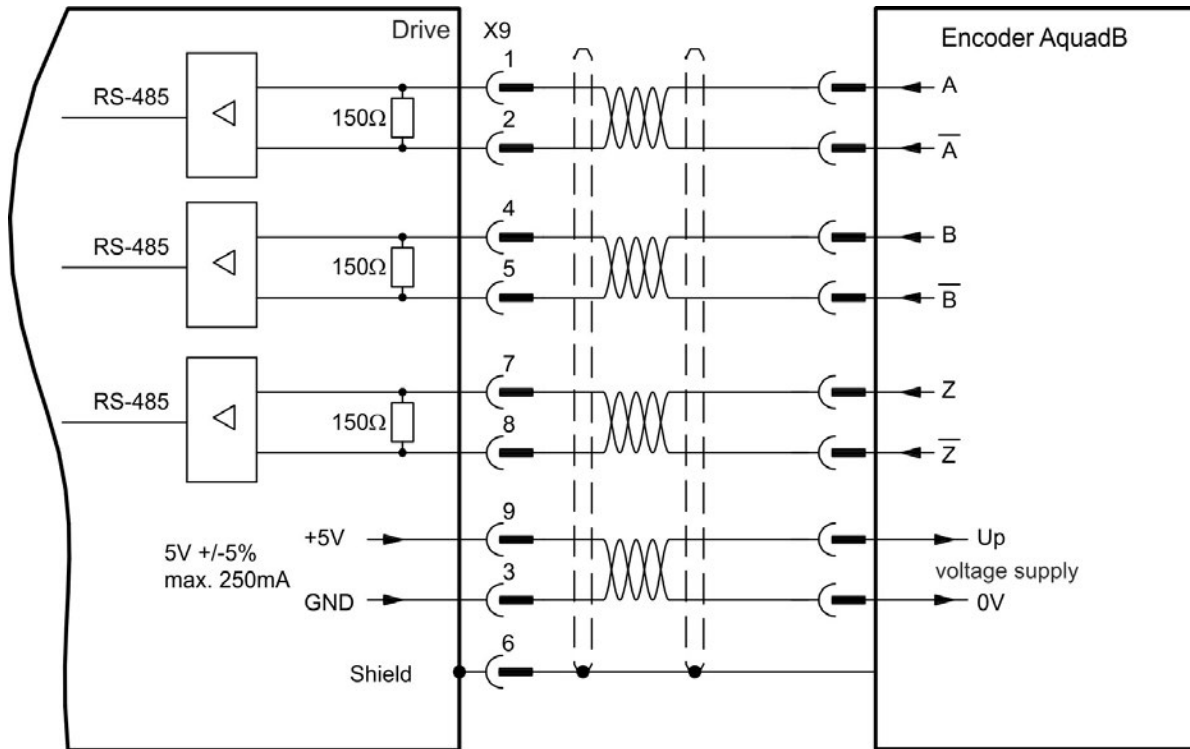 Drive
X9
Encoder AquadB
1
RS-485
150Ω
A
2
A̅
4
RS-485
150Ω
B
5
B̅
7
RS-485
150Ω
Z
8
Z̅
9
+5V
Up
5V +/-5%
max. 250mA
voltage supply
3
GND
0V
6
Shield